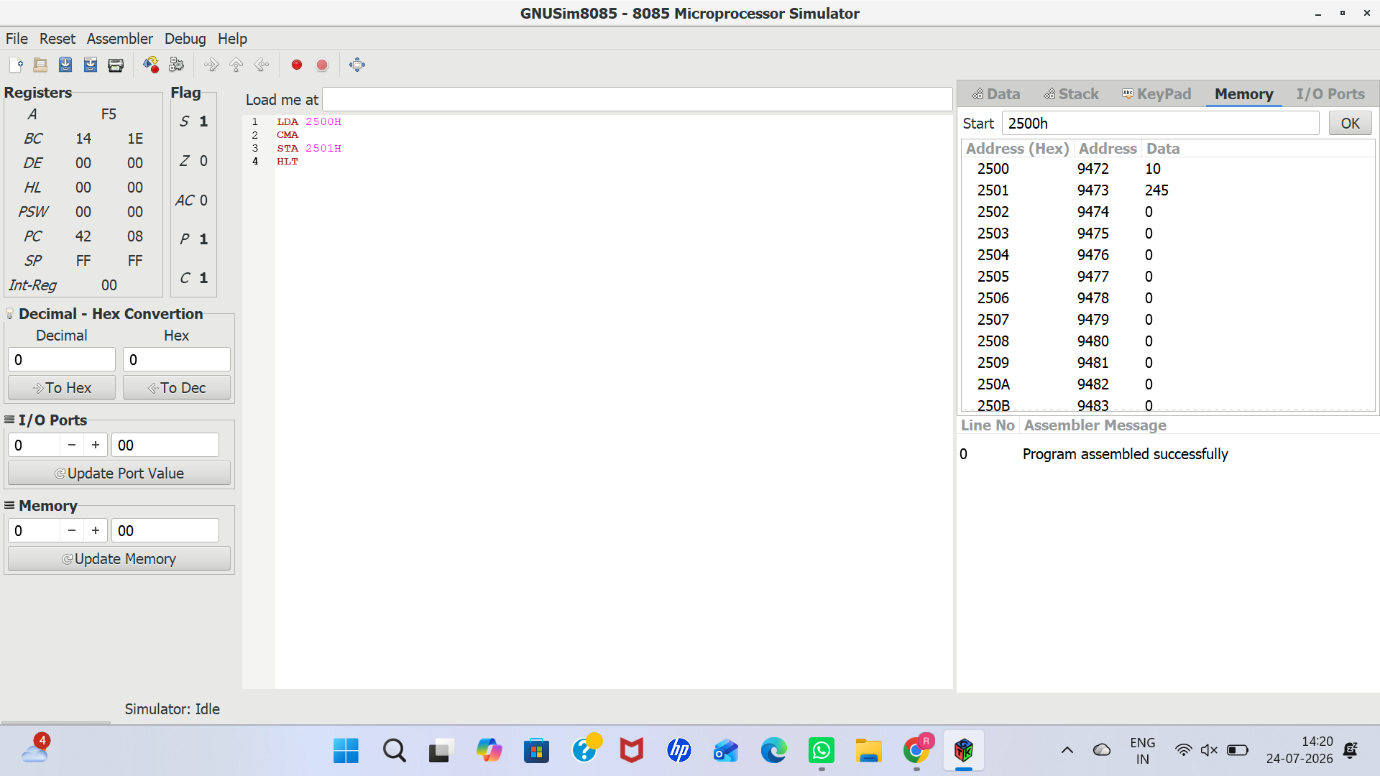 GNUSim8085 - 8085 Microprocessor Simulator
File Reset Assembler Debug Help
Registers
A F5
BC 14 1E
DE 00 00
HL 00 00
PSW 00 00
PC 42 08
SP FF FF
Int-Reg 00
Flag
S 1
Z 0
AC 0
P 1
C 1
Decimal - Hex Convertion
Decimal Hex
0 0
To Hex To Dec
I/O Ports
0 - + 00
Update Port Value
Memory
0 - + 00
Update Memory
Load me at
1 LDA 2500H
2 CMA
3 STA 2501H
4 HLT
Data Stack KeyPad Memory I/O Ports
Start 2500h OK
Address (Hex) Address Data
2500 9472 10
2501 9473 245
2502 9474 0
2503 9475 0
2504 9476 0
2505 9477 0
2506 9478 0
2507 9479 0
2508 9480 0
2509 9481 0
250A 9482 0
250B 9483 0
Line No Assembler Message
0 Program assembled successfully
Simulator: Idle
4
hp
R
ENG
IN
14:20
24-07-2026